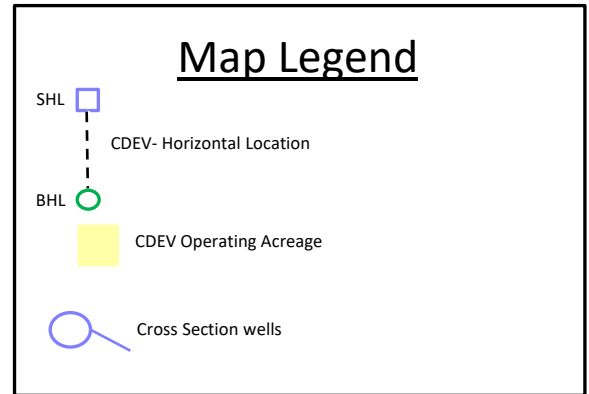 Map Legend
SHL
CDEV- Horizontal Location
BHL
CDEV Operating Acreage
Cross Section wells